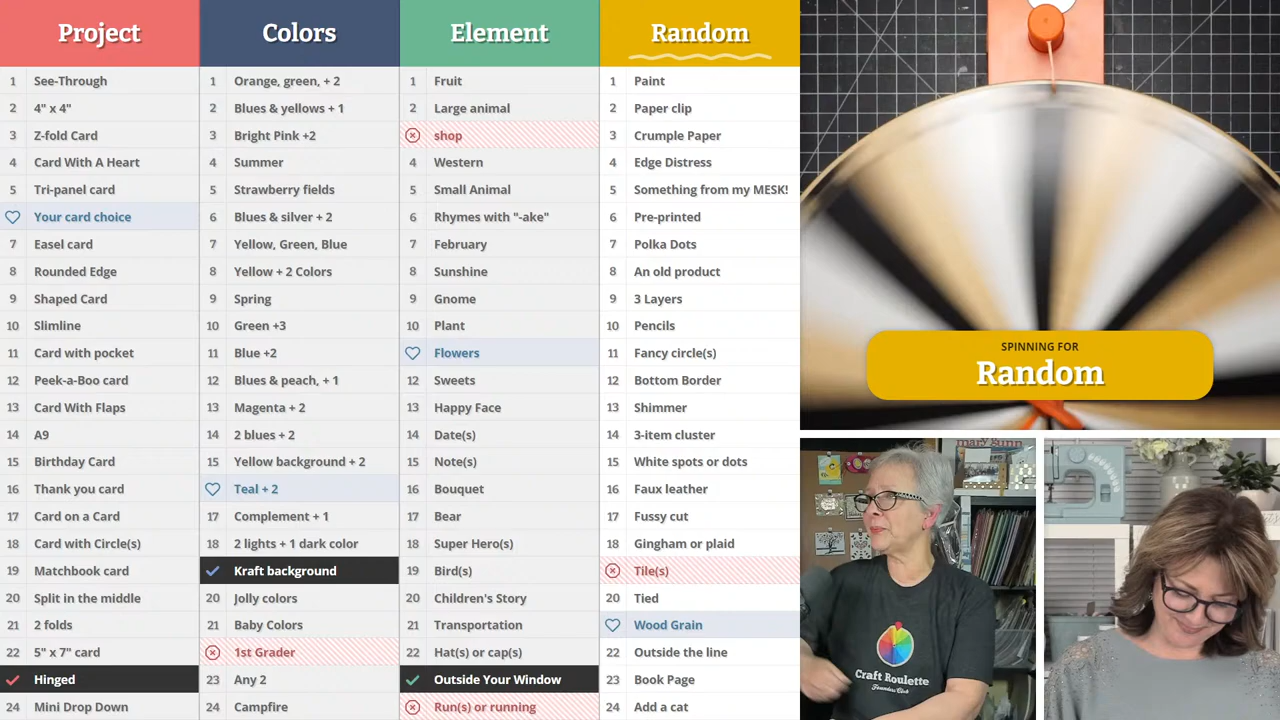 Project
1 See-Through
2 4" x 4"
3 Z-fold Card
4 Card With A Heart
5 Tri-panel card
Your card choice
7 Easel card
8 Rounded Edge
9 Shaped Card
10 Slimline
11 Card with pocket
12 Peek-a-Boo card
13 Card With Flaps
14 A9
15 Birthday Card
16 Thank you card
17 Card on a Card
18 Card with Circle(s)
19 Matchbook card
20 Split in the middle
21 2 folds
22 5" x 7" card
Hinged
24 Mini Drop Down
Colors
1 Orange, green, + 2
2 Blues & yellows + 1
3 Bright Pink +2
4 Summer
5 Strawberry fields
6 Blues & silver + 2
7 Yellow, Green, Blue
8 Yellow + 2 Colors
9 Spring
10 Green +3
11 Blue +2
12 Blues & peach, + 1
13 Magenta + 2
14 2 blues + 2
15 Yellow background + 2
Teal + 2
17 Complement + 1
18 2 lights + 1 dark color
Kraft background
20 Jolly colors
21 Baby Colors
1st Grader
23 Any 2
24 Campfire
Element
1 Fruit
2 Large animal
shop
4 Western
5 Small Animal
6 Rhymes with "-ake"
7 February
8 Sunshine
9 Gnome
10 Plant
Flowers
12 Sweets
13 Happy Face
14 Date(s)
15 Note(s)
16 Bouquet
17 Bear
18 Super Hero(s)
19 Bird(s)
20 Children's Story
21 Transportation
22 Hat(s) or cap(s)
Outside Your Window
Run(s) or running
Random
1 Paint
2 Paper clip
3 Crumple Paper
4 Edge Distress
5 Something from my MESK!
6 Pre-printed
7 Polka Dots
8 An old product
9 3 Layers
10 Pencils
11 Fancy circle(s)
12 Bottom Border
13 Shimmer
14 3-item cluster
15 White spots or dots
16 Faux leather
17 Fussy cut
18 Gingham or plaid
Tile(s)
20 Tied
Wood Grain
22 Outside the line
23 Book Page
24 Add a cat
SPINNING FOR
Random
mary gunn
Craft Roulette
Founders Club